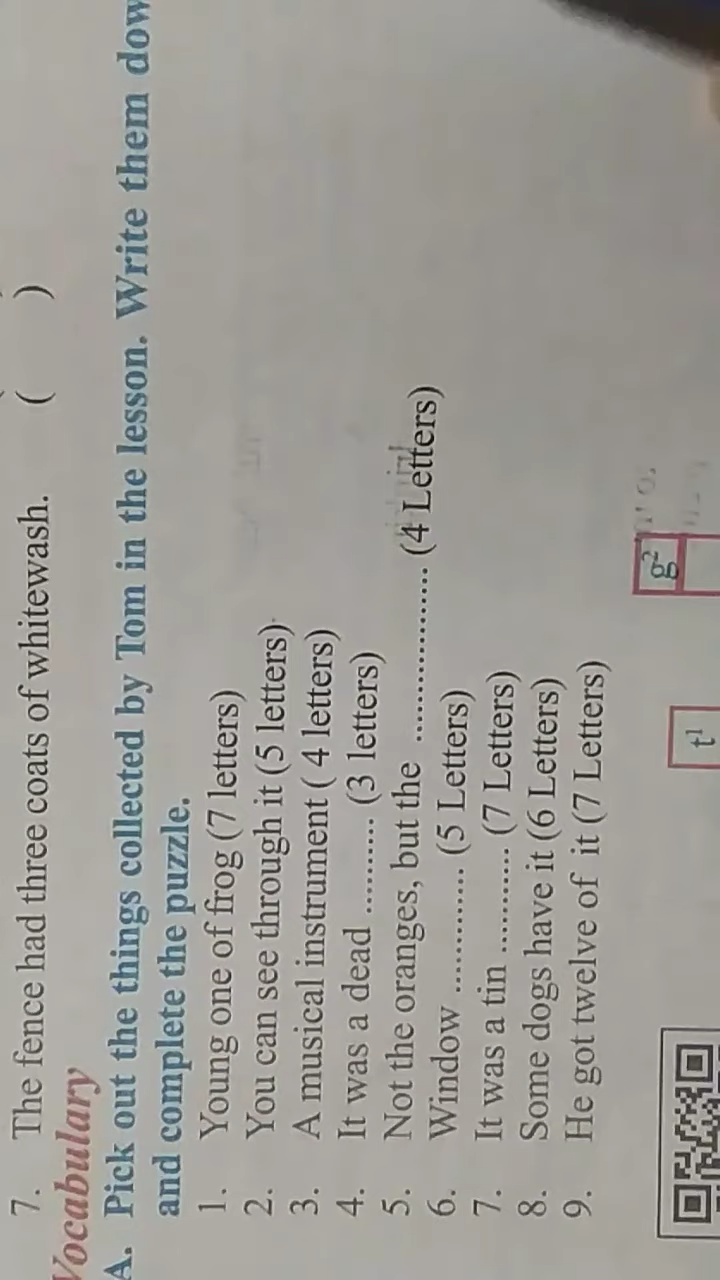 7. The fence had three coats of whitewash. ( )
Vocabulary
A. Pick out the things collected by Tom in the lesson. Write them dow
and complete the puzzle.
1. Young one of frog (7 letters)
2. You can see through it (5 letters)
3. A musical instrument ( 4 letters)
4. It was a dead .......... (3 letters)
5. Not the oranges, but the .................... (4 Letters)
6. Window ............. (5 Letters)
7. It was a tin ........... (7 Letters)
8. Some dogs have it (6 Letters)
9. He got twelve of it (7 Letters)
g2
t1